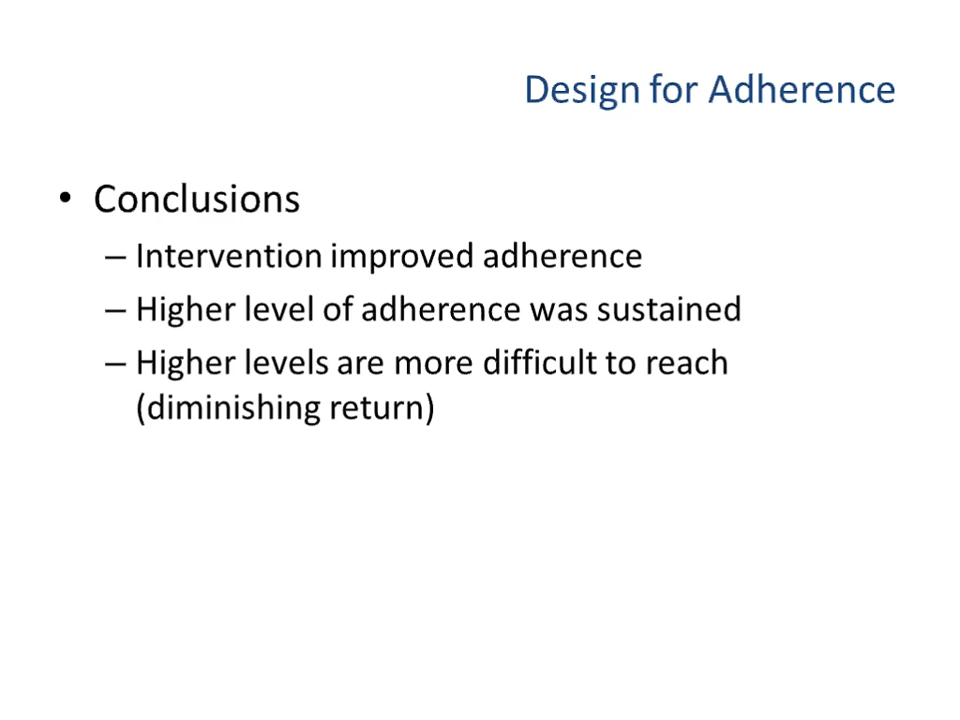 Design for Adherence
• Conclusions
– Intervention improved adherence
– Higher level of adherence was sustained
– Higher levels are more difficult to reach
(diminishing return)